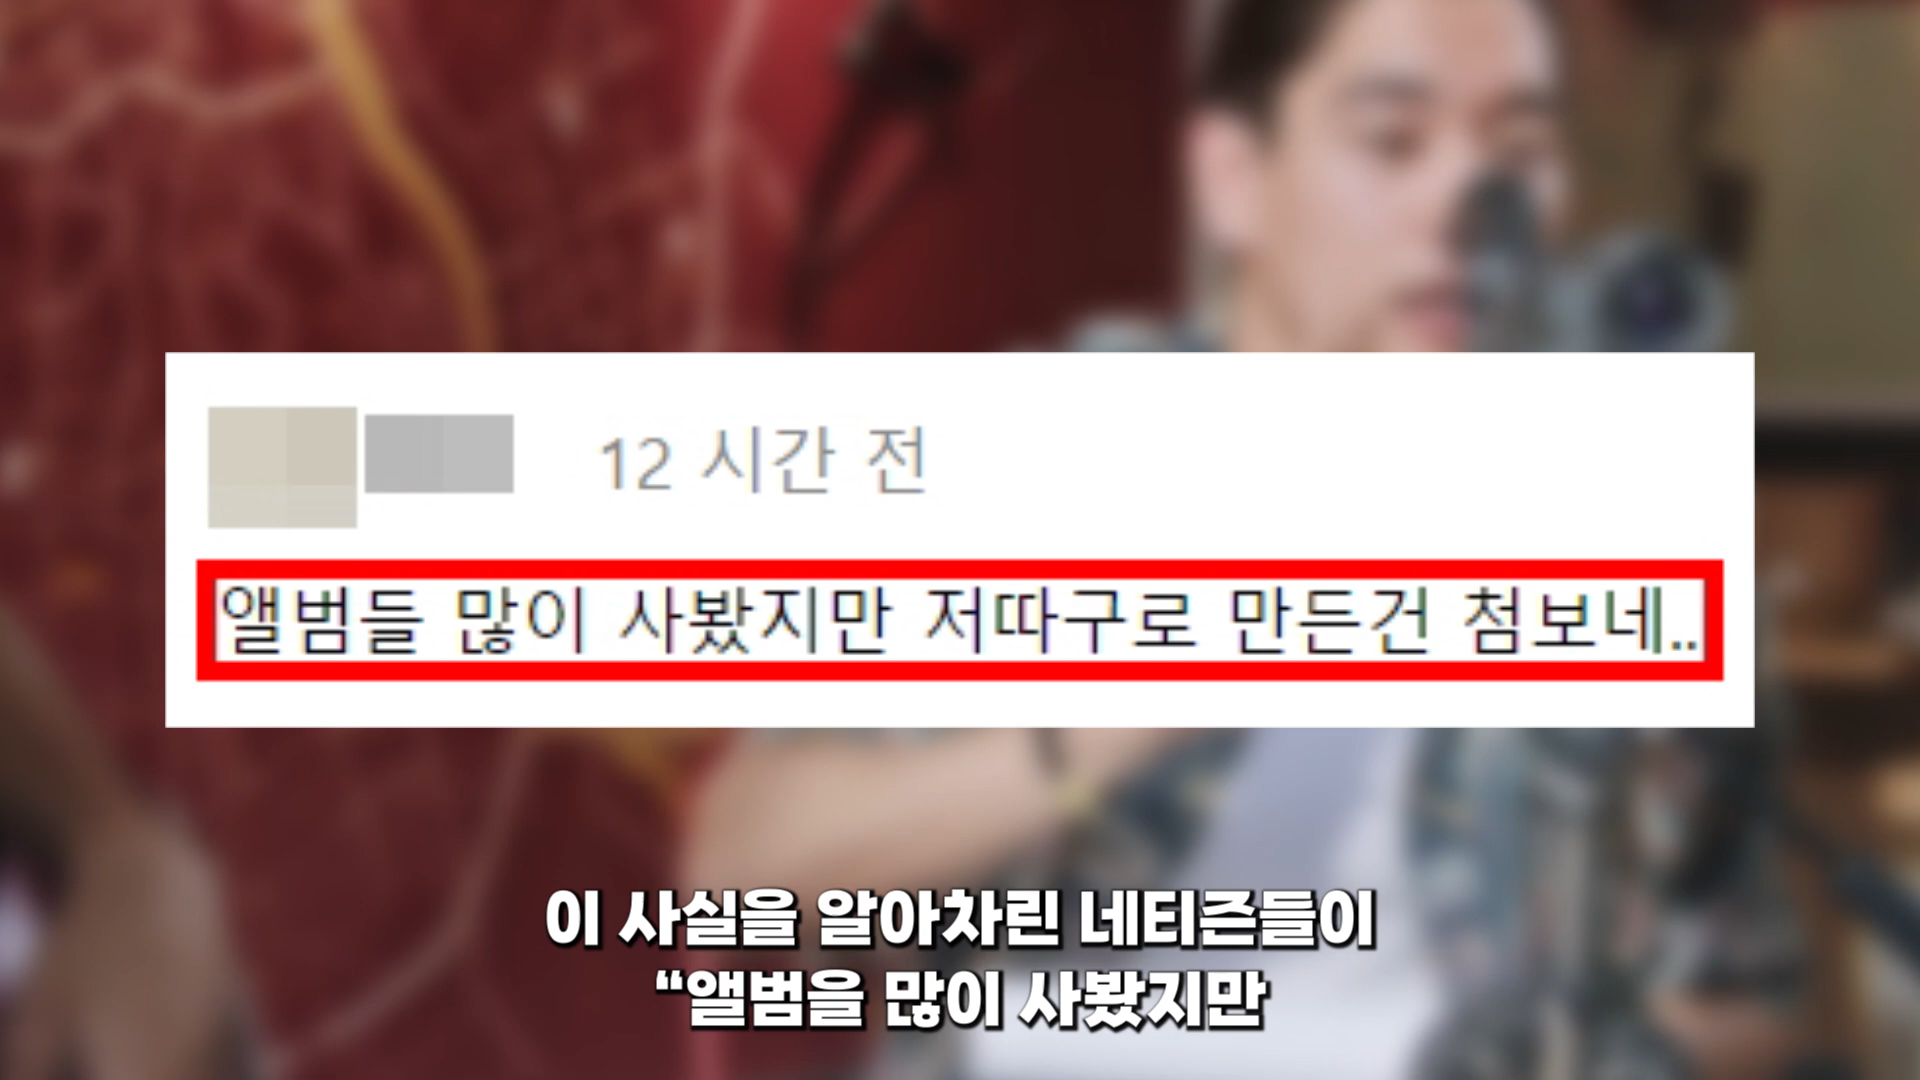 12 시간 전
앨범들 많이 사봤지만 저따구로 만든건 첨보네..
이 사실을 알아차린 네티즌들이
“앨범을 많이 사봤지만